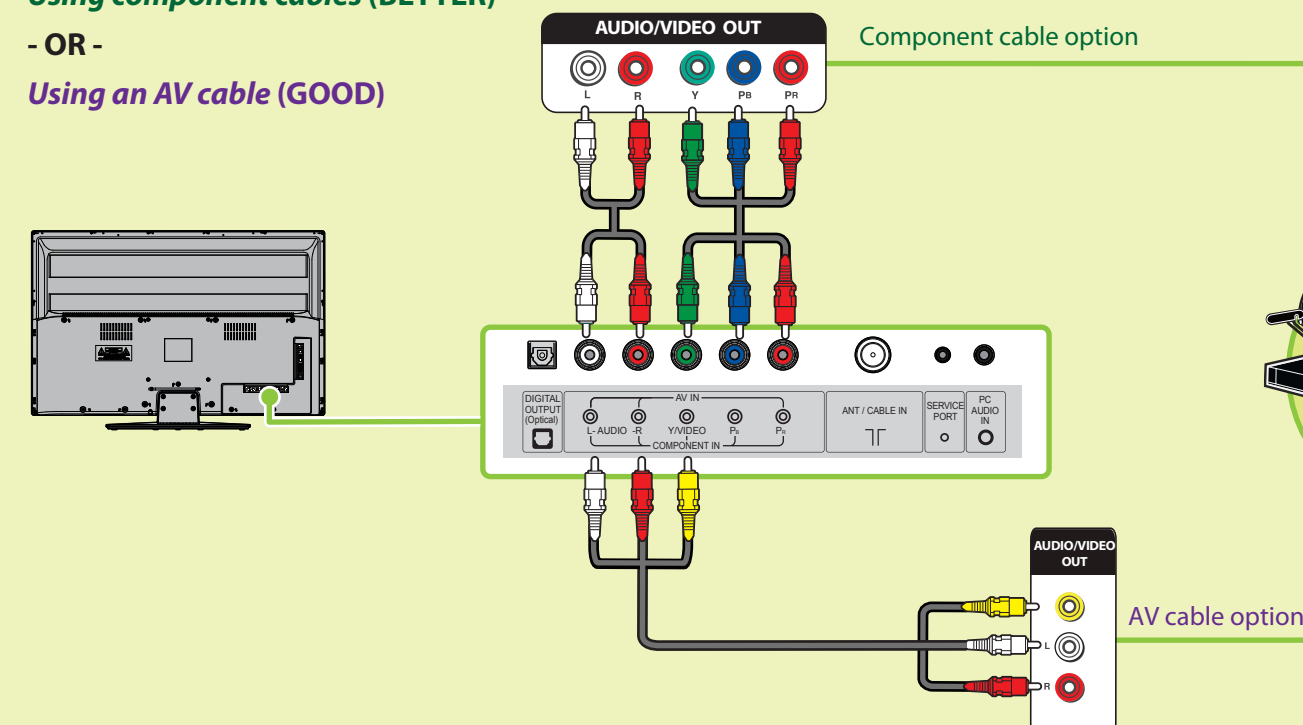 Using component cables (BETTER)
- OR -
Using an AV cable (GOOD)
AUDIO/VIDEO OUT
L R Y PB PR
Component cable option
DIGITAL
OUTPUT
(Optical)
AV IN
L- AUDIO -R Y/VIDEO PB PR
COMPONENT IN
ANT / CABLE IN
SERVICE
PORT
PC
AUDIO
IN
AUDIO/VIDEO
OUT
L
R
AV cable option